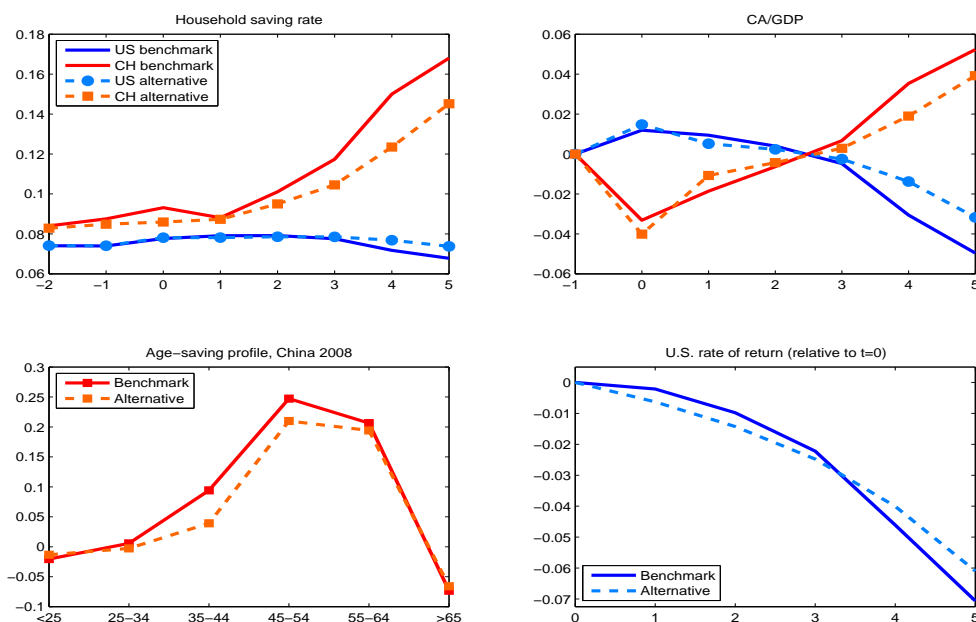 Household saving rate
0.18
0.16
0.14
0.12
0.1
0.08
0.06
−2 −1 0 1 2 3 4 5
US benchmark
CH benchmark
US alternative
CH alternative
CA/GDP
0.06
0.04
0.02
0
−0.02
−0.04
−0.06
−1 0 1 2 3 4 5
Age−saving profile, China 2008
0.3
0.25
0.2
0.15
0.1
0.05
0
−0.05
−0.1
<25 25−34 35−44 45−54 55−64 >65
Benchmark
Alternative
U.S. rate of return (relative to t=0)
0
−0.01
−0.02
−0.03
−0.04
−0.05
−0.06
−0.07
0 1 2 3 4 5
Benchmark
Alternative